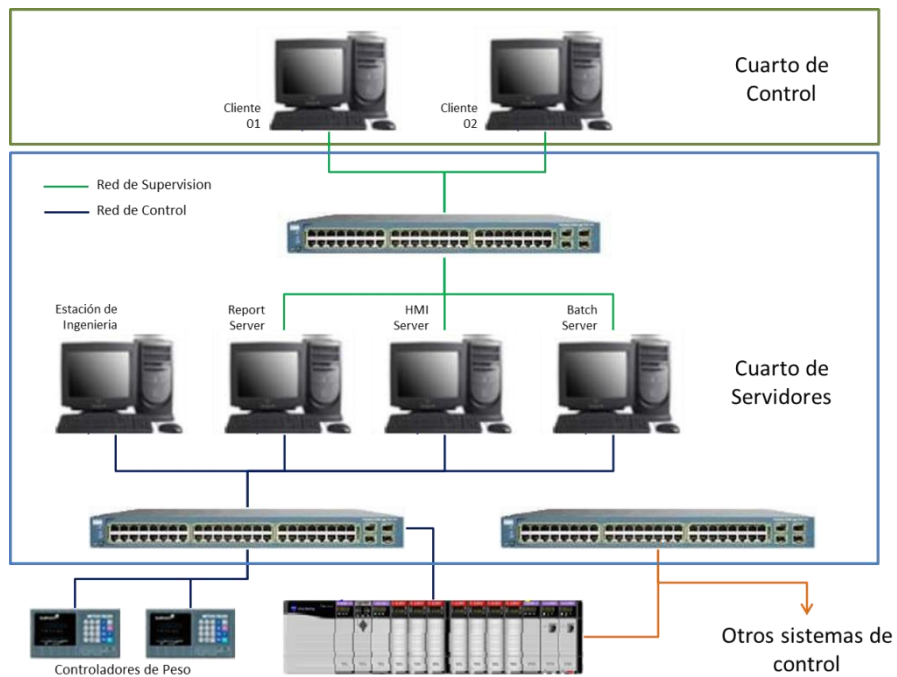 Cuarto de
Control
Cliente
01
Cliente
02
Red de Supervision
Red de Control
Estación de
Ingenieria
Report
Server
HMI
Server
Batch
Server
Cuarto de
Servidores
Controladores de Peso
Otros sistemas de
control